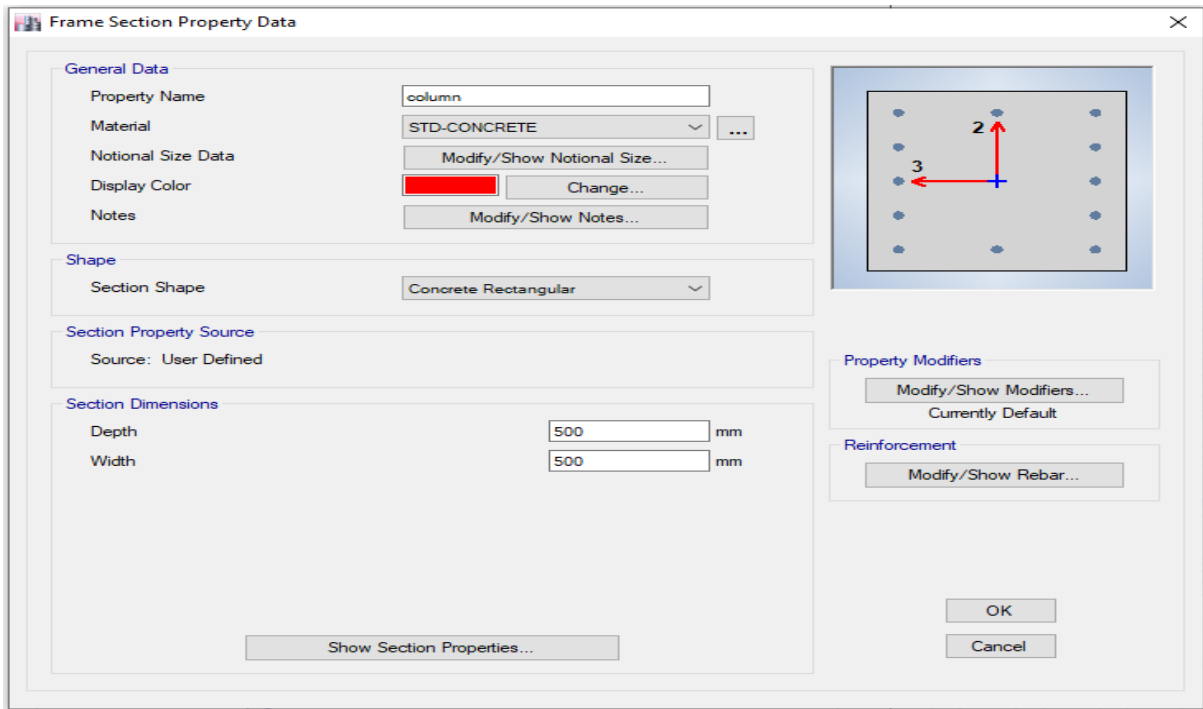 Frame Section Property Data
General Data
Property Name column
Material STD-CONCRETE ...
Notional Size Data Modify/Show Notional Size...
Display Color Change...
Notes Modify/Show Notes...
2
3
Shape
Section Shape Concrete Rectangular
Section Property Source
Source: User Defined
Property Modifiers
Modify/Show Modifiers...
Currently Default
Section Dimensions
Depth 500 mm
Width 500 mm
Reinforcement
Modify/Show Rebar...
Show Section Properties...
OK
Cancel